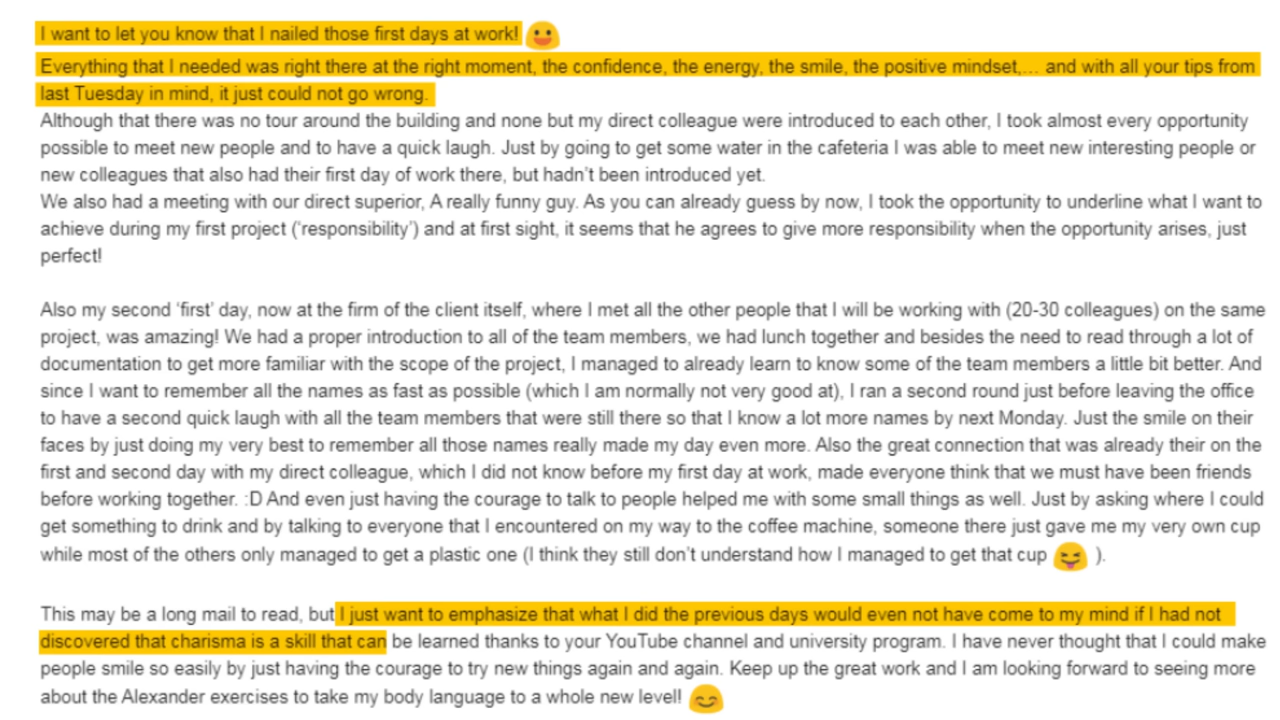 I want to let you know that I nailed those first days at work! 😀
Everything that I needed was right there at the right moment, the confidence, the energy, the smile, the positive mindset,... and with all your tips from
last Tuesday in mind, it just could not go wrong.
Although that there was no tour around the building and none but my direct colleague were introduced to each other, I took almost every opportunity
possible to meet new people and to have a quick laugh. Just by going to get some water in the cafeteria I was able to meet new interesting people or
new colleagues that also had their first day of work there, but hadn't been introduced yet.
We also had a meeting with our direct superior, A really funny guy. As you can already guess by now, I took the opportunity to underline what I want to
achieve during my first project ('responsibility') and at first sight, it seems that he agrees to give more responsibility when the opportunity arises, just
perfect!
Also my second 'first' day, now at the firm of the client itself, where I met all the other people that I will be working with (20-30 colleagues) on the same
project, was amazing! We had a proper introduction to all of the team members, we had lunch together and besides the need to read through a lot of
documentation to get more familiar with the scope of the project, I managed to already learn to know some of the team members a little bit better. And
since I want to remember all the names as fast as possible (which I am normally not very good at), I ran a second round just before leaving the office
to have a second quick laugh with all the team members that were still there so that I know a lot more names by next Monday. Just the smile on their
faces by just doing my very best to remember all those names really made my day even more. Also the great connection that was already their on the
first and second day with my direct colleague, which I did not know before my first day at work, made everyone think that we must have been friends
before working together. :D And even just having the courage to talk to people helped me with some small things as well. Just by asking where I could
get something to drink and by talking to everyone that I encountered on my way to the coffee machine, someone there just gave me my very own cup
while most of the others only managed to get a plastic one (I think they still don't understand how I managed to get that cup 😝 ).
This may be a long mail to read, but I just want to emphasize that what I did the previous days would even not have come to my mind if I had not
discovered that charisma is a skill that can be learned thanks to your YouTube channel and university program. I have never thought that I could make
people smile so easily by just having the courage to try new things again and again. Keep up the great work and I am looking forward to seeing more
about the Alexander exercises to take my body language to a whole new level! 😊